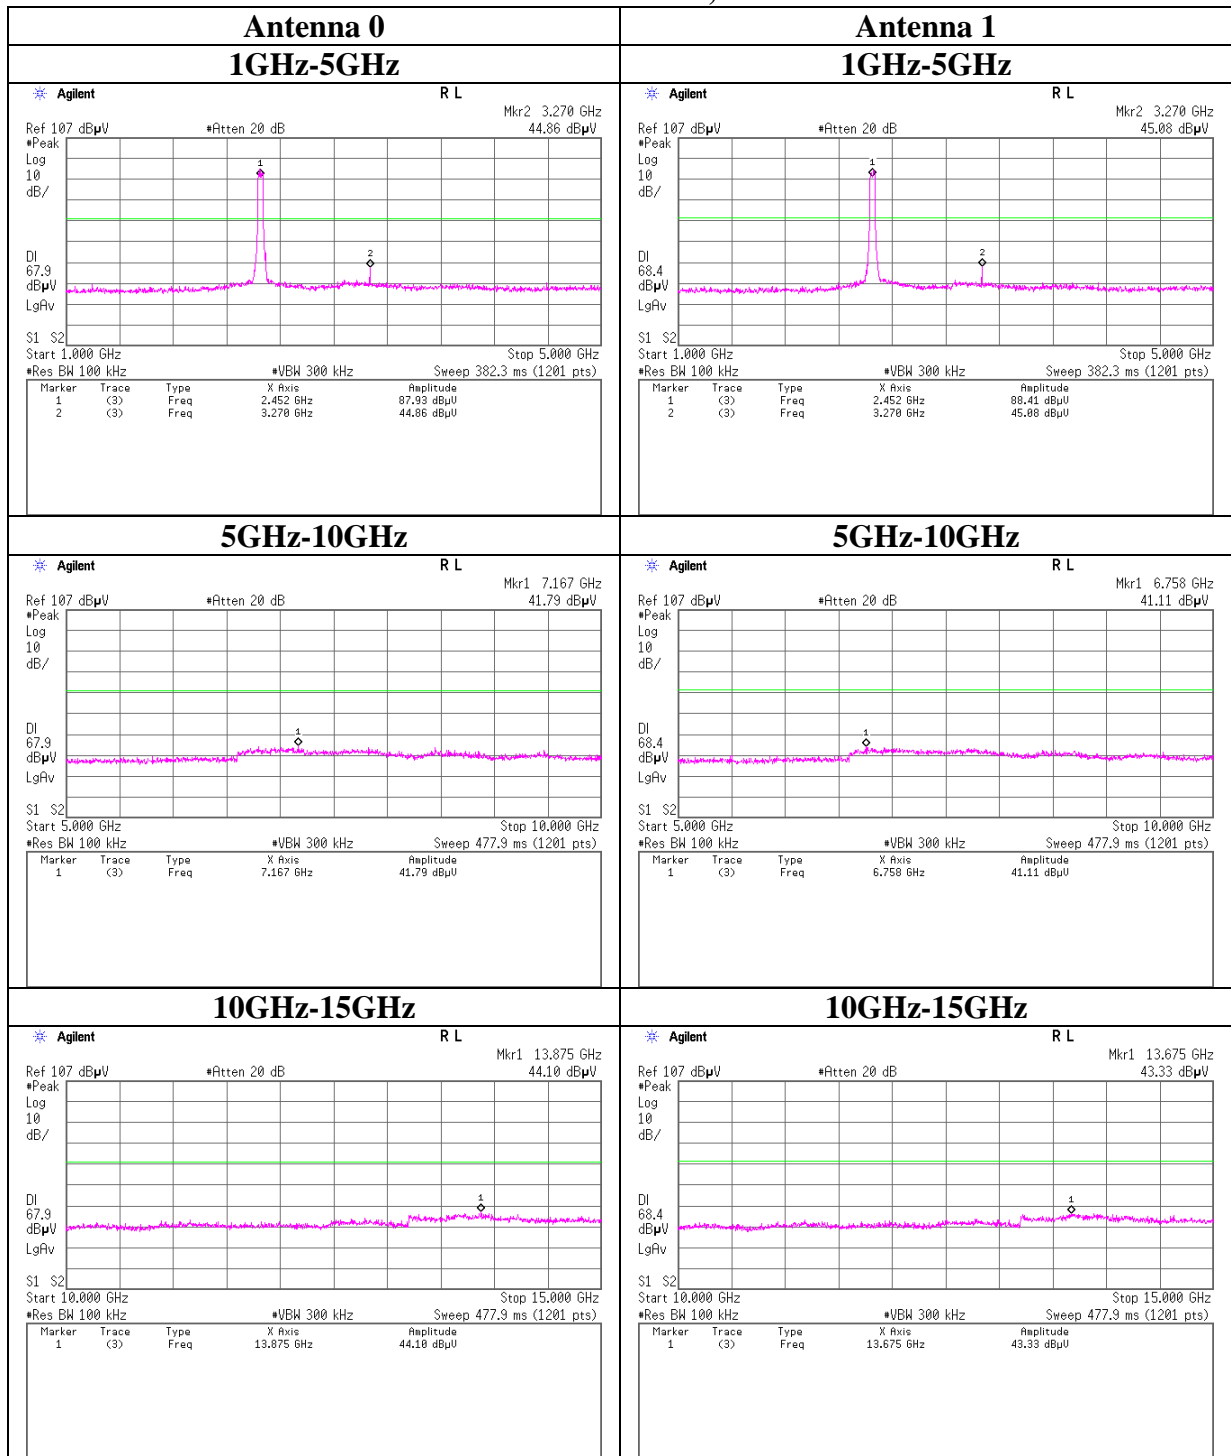 Antenna 0
Antenna 1
1GHz-5GHz
1GHz-5GHz
Agilent
R L
Mkr2 3.270 GHz
Ref 107 dBµV
#Atten 20 dB
44.86 dBµV
#Peak
Log
10
dB/
1
2
DI
67.9
dBµV
LgAv
S1 S2
Start 1.000 GHz
Stop 5.000 GHz
#Res BW 100 kHz
#VBW 300 kHz
Sweep 382.3 ms (1201 pts)
Marker Trace Type X Axis Amplitude
1 (3) Freq 2.452 GHz 87.93 dBµV
2 (3) Freq 3.270 GHz 44.86 dBµV
Agilent
R L
Mkr2 3.270 GHz
Ref 107 dBµV
#Atten 20 dB
45.08 dBµV
#Peak
Log
10
dB/
1
2
DI
68.4
dBµV
LgAv
S1 S2
Start 1.000 GHz
Stop 5.000 GHz
#Res BW 100 kHz
#VBW 300 kHz
Sweep 382.3 ms (1201 pts)
Marker Trace Type X Axis Amplitude
1 (3) Freq 2.452 GHz 88.41 dBµV
2 (3) Freq 3.270 GHz 45.08 dBµV
5GHz-10GHz
5GHz-10GHz
Agilent
R L
Mkr1 7.167 GHz
Ref 107 dBµV
#Atten 20 dB
41.79 dBµV
#Peak
Log
10
dB/
1
DI
67.9
dBµV
LgAv
S1 S2
Start 5.000 GHz
Stop 10.000 GHz
#Res BW 100 kHz
#VBW 300 kHz
Sweep 477.9 ms (1201 pts)
Marker Trace Type X Axis Amplitude
1 (3) Freq 7.167 GHz 41.79 dBµV
Agilent
R L
Mkr1 6.758 GHz
Ref 107 dBµV
#Atten 20 dB
41.11 dBµV
#Peak
Log
10
dB/
1
DI
68.4
dBµV
LgAv
S1 S2
Start 5.000 GHz
Stop 10.000 GHz
#Res BW 100 kHz
#VBW 300 kHz
Sweep 477.9 ms (1201 pts)
Marker Trace Type X Axis Amplitude
1 (3) Freq 6.758 GHz 41.11 dBµV
10GHz-15GHz
10GHz-15GHz
Agilent
R L
Mkr1 13.875 GHz
Ref 107 dBµV
#Atten 20 dB
44.10 dBµV
#Peak
Log
10
dB/
1
DI
67.9
dBµV
LgAv
S1 S2
Start 10.000 GHz
Stop 15.000 GHz
#Res BW 100 kHz
#VBW 300 kHz
Sweep 477.9 ms (1201 pts)
Marker Trace Type X Axis Amplitude
1 (3) Freq 13.875 GHz 44.10 dBµV
Agilent
R L
Mkr1 13.675 GHz
Ref 107 dBµV
#Atten 20 dB
43.33 dBµV
#Peak
Log
10
dB/
1
DI
68.4
dBµV
LgAv
S1 S2
Start 10.000 GHz
Stop 15.000 GHz
#Res BW 100 kHz
#VBW 300 kHz
Sweep 477.9 ms (1201 pts)
Marker Trace Type X Axis Amplitude
1 (3) Freq 13.675 GHz 43.33 dBµV